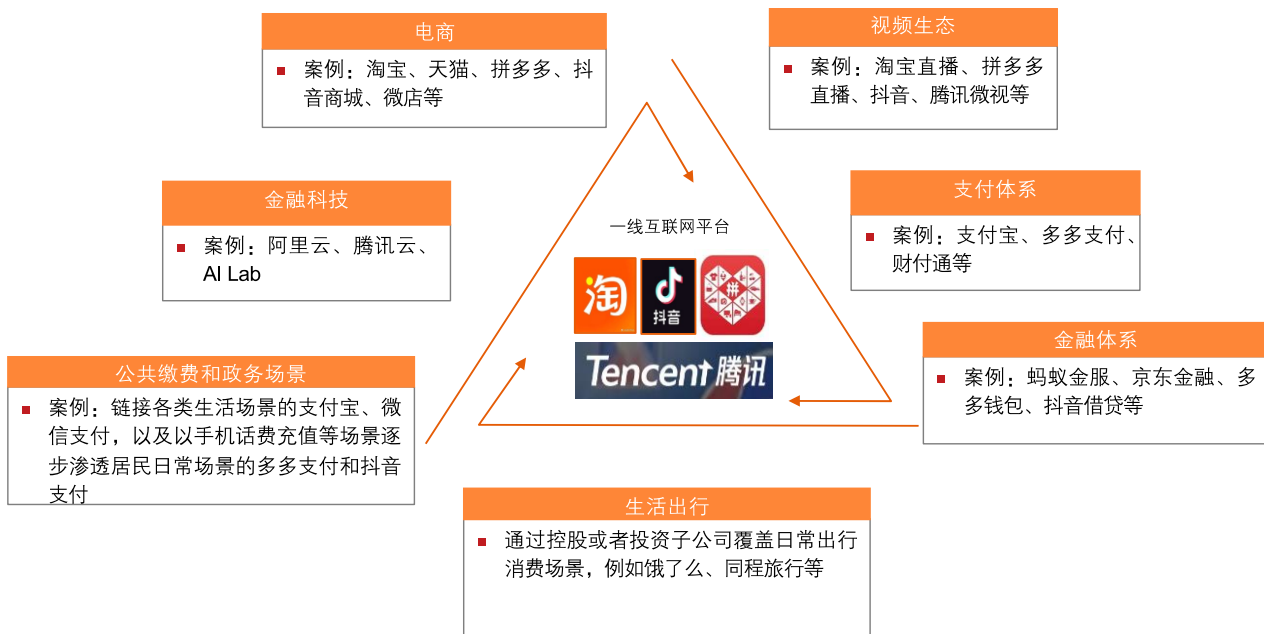 电商
■ 案例：淘宝、天猫、拼多多、抖
音商城、微店等
视频生态
■ 案例：淘宝直播、拼多多
直播、抖音、腾讯微视等
金融科技
■ 案例：阿里云、腾讯云、
AI Lab
支付体系
■ 案例：支付宝、多多支付、
财付通等
一线互联网平台
淘
抖音
拼
Tencent 腾讯
公共缴费和政务场景
■ 案例：链接各类生活场景的支付宝、微
信支付，以及以手机话费充值等场景逐
步渗透居民日常场景的多多支付和抖音
支付
金融体系
■ 案例：蚂蚁金服、京东金融、多
多钱包、抖音借贷等
生活出行
■ 通过控股或者投资子公司覆盖日常出行
消费场景，例如饿了么、同程旅行等